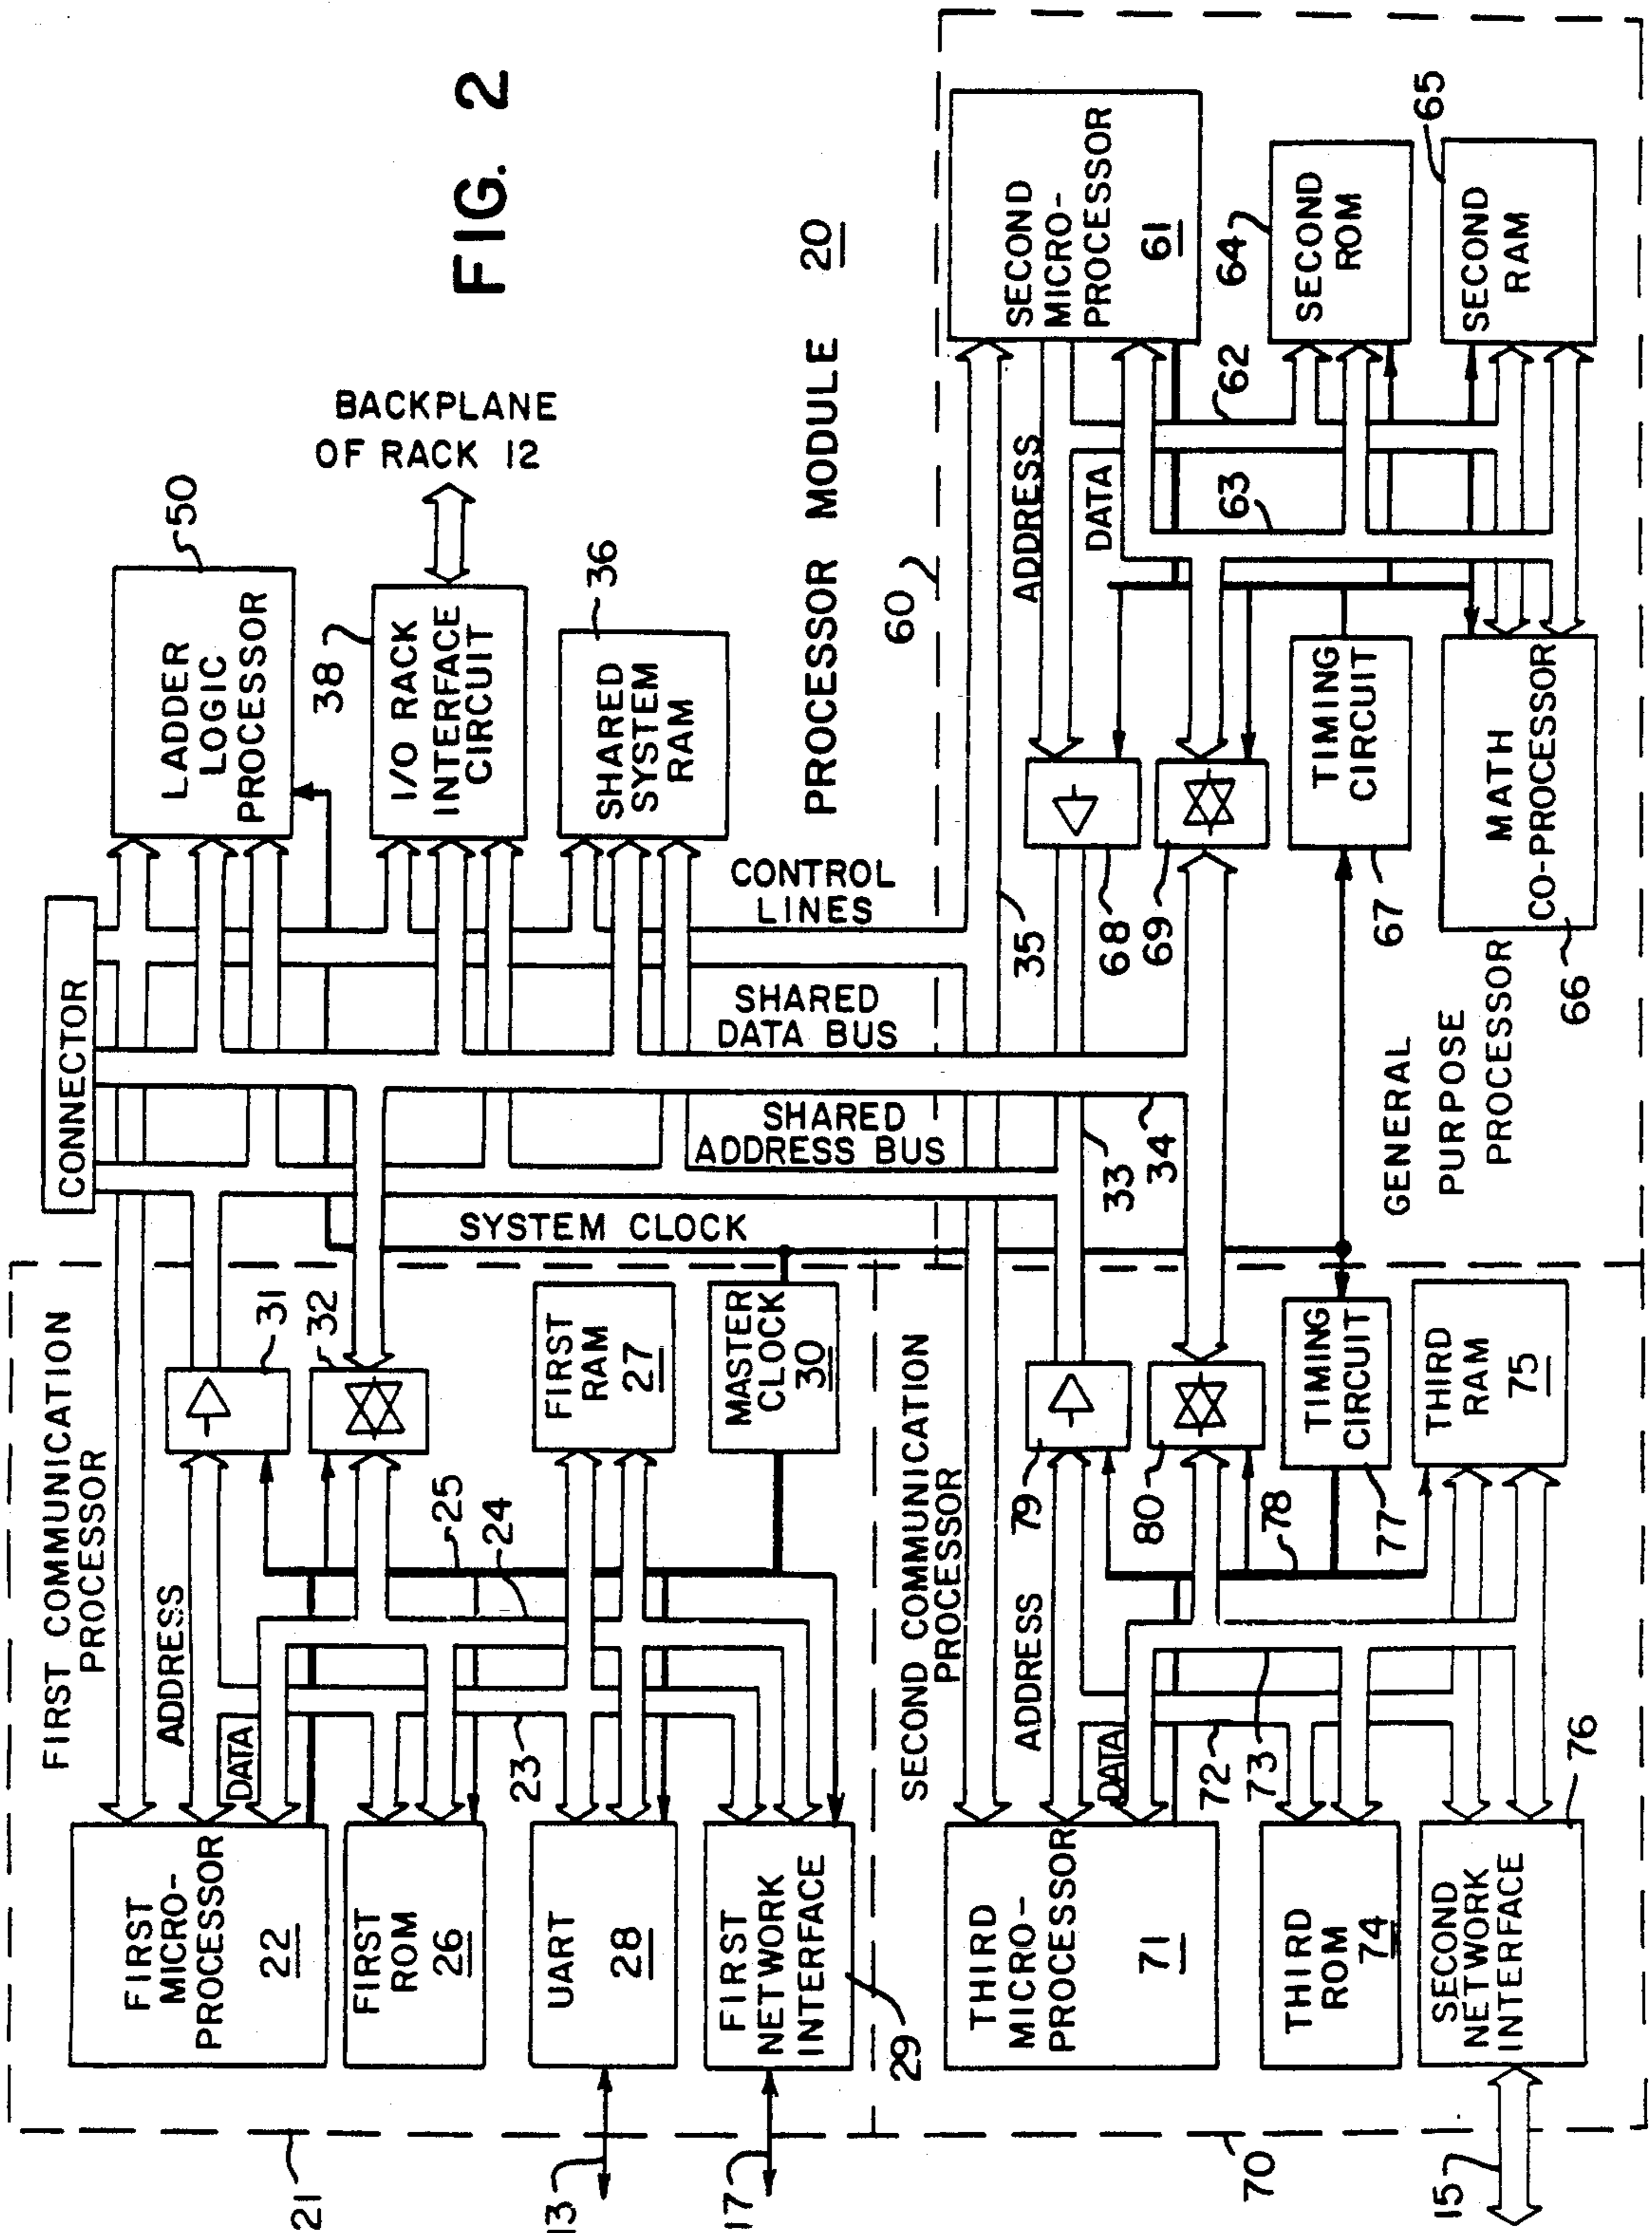 FIG. 2
PROCESSOR MODULE 20
CONNECTOR
LADDER
LOGIC
PROCESSOR
50
38
I/O RACK
INTERFACE
CIRCUIT
BACKPLANE
OF RACK 12
SHARED
SYSTEM
RAM
36
CONTROL
LINES
SHARED
DATA BUS
SHARED
ADDRESS BUS
SYSTEM CLOCK
FIRST COMMUNICATION
PROCESSOR
21
FIRST
MICRO-
PROCESSOR
22
ADDRESS
DATA
31
32
FIRST
ROM
26
25
24
23
FIRST
RAM
27
UART
28
13
MASTER
CLOCK
30
FIRST
NETWORK
INTERFACE
29
17
60
SECOND
MICRO-
PROCESSOR
61
ADDRESS
DATA
35
68
69
33
34
62
63
64
SECOND
ROM
65
SECOND
RAM
TIMING
CIRCUIT
67
MATH
CO-PROCESSOR
66
GENERAL
PURPOSE
PROCESSOR
SECOND COMMUNICATION
PROCESSOR
70
THIRD
MICRO-
PROCESSOR
71
ADDRESS
DATA
79
80
72
73
78
THIRD
ROM
74
TIMING
CIRCUIT
77
THIRD
RAM
75
SECOND
NETWORK
INTERFACE
76
15